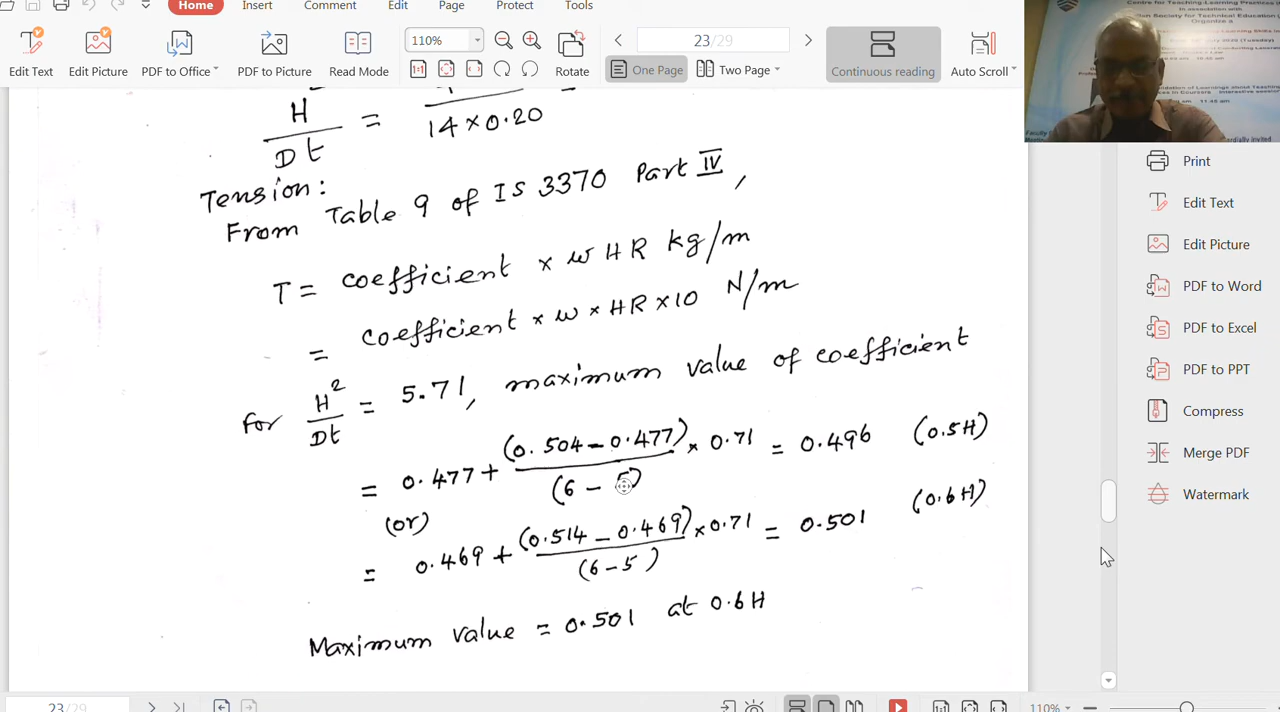 Home Insert Comment Edit Page Protect Tools
110% 23/29
Edit Text Edit Picture PDF to Office PDF to Picture Read Mode Rotate One Page Two Page Continuous reading Auto Scroll
H / Dt = 14 × 0.20
Tension:
From Table 9 of IS 3370 Part IV,
T = coefficient × w H R kg/m
= coefficient × w × HR × 10 N/m
For H² / Dt = 5.71, maximum value of coefficient
= 0.477 + (0.504 – 0.477) / (6 – 5) × 0.71 = 0.496 (0.5H)
(or)
= 0.469 + (0.514 – 0.469) / (6 – 5) × 0.71 = 0.501 (0.6H)
Maximum value = 0.501 at 0.6H
Print
Edit Text
Edit Picture
PDF to Word
PDF to Excel
PDF to PPT
Compress
Merge PDF
Watermark
23/29 110%